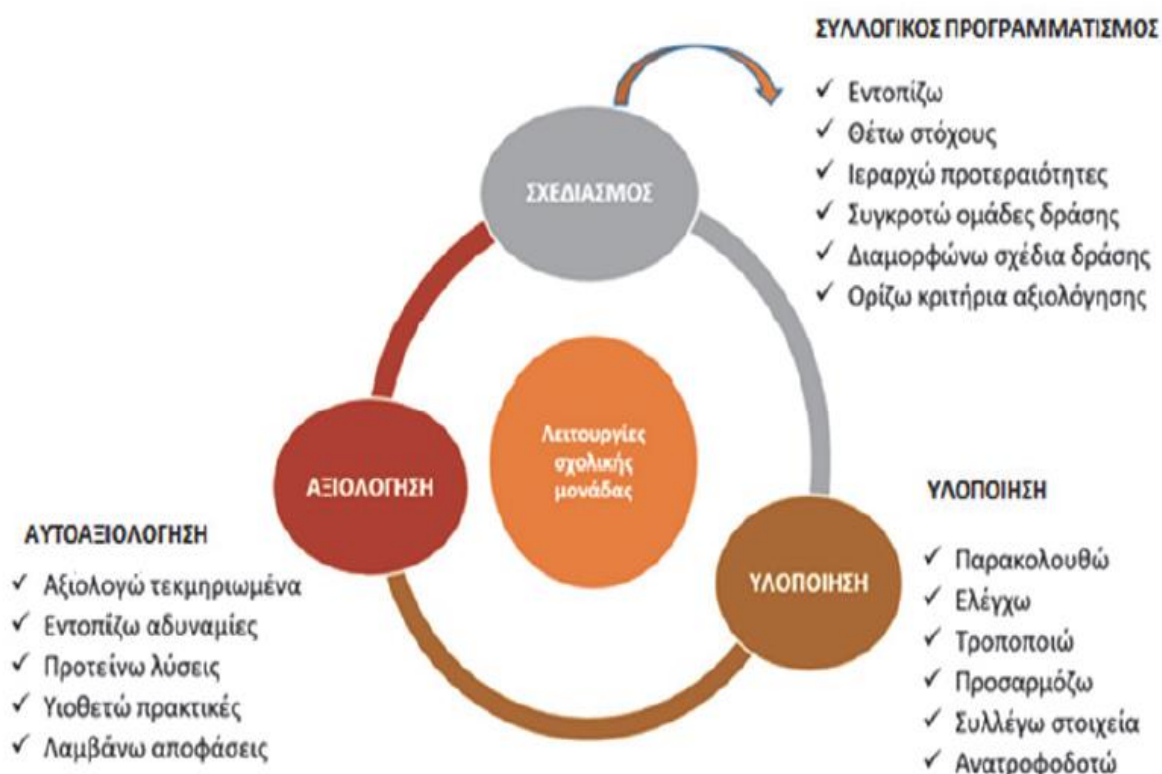 ΣΥΛΛΟΓΙΚΟΣ ΠΡΟΓΡΑΜΜΑΤΙΣΜΟΣ
✓ Εντοπίζω
✓ Θέτω στόχους
✓ Ιεραρχώ προτεραιότητες
✓ Συγκροτώ ομάδες δράσης
✓ Διαμορφώνω σχέδια δράσης
✓ Ορίζω κριτήρια αξιολόγησης
ΣΧΕΔΙΑΣΜΟΣ
Λειτουργίες
σχολικής
μονάδας
ΑΞΙΟΛΟΓΗΣΗ
ΥΛΟΠΟΙΗΣΗ
ΥΛΟΠΟΙΗΣΗ
✓ Παρακολουθώ
✓ Ελέγχω
✓ Τροποποιώ
✓ Προσαρμόζω
✓ Συλλέγω στοιχεία
✓ Ανατροφοδοτώ
ΑΥΤΟΑΞΙΟΛΟΓΗΣΗ
✓ Αξιολογώ τεκμηριωμένα
✓ Εντοπίζω αδυναμίες
✓ Προτείνω λύσεις
✓ Υιοθετώ πρακτικές
✓ Λαμβάνω αποφάσεις